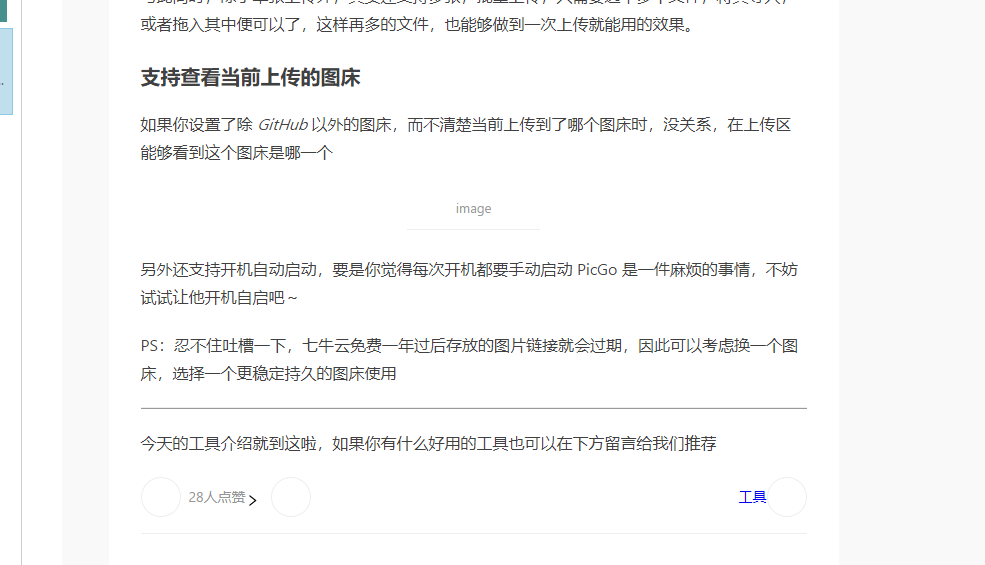 或者拖入其中便可以了，这样再多的文件，也能够做到一次上传就能用的效果。
支持查看当前上传的图床
如果你设置了除 GitHub 以外的图床，而不清楚当前上传到了哪个图床时，没关系，在上传区
能够看到这个图床是哪一个
image
另外还支持开机自动启动，要是你觉得每次开机都要手动启动 PicGo 是一件麻烦的事情，不妨
试试让他开机自启吧～
PS：忍不住吐槽一下，七牛云免费一年过后存放的图片链接就会过期，因此可以考虑换一个图
床，选择一个更稳定持久的图床使用
今天的工具介绍就到这啦，如果你有什么好用的工具也可以在下方留言给我们推荐
28人点赞 >
工具